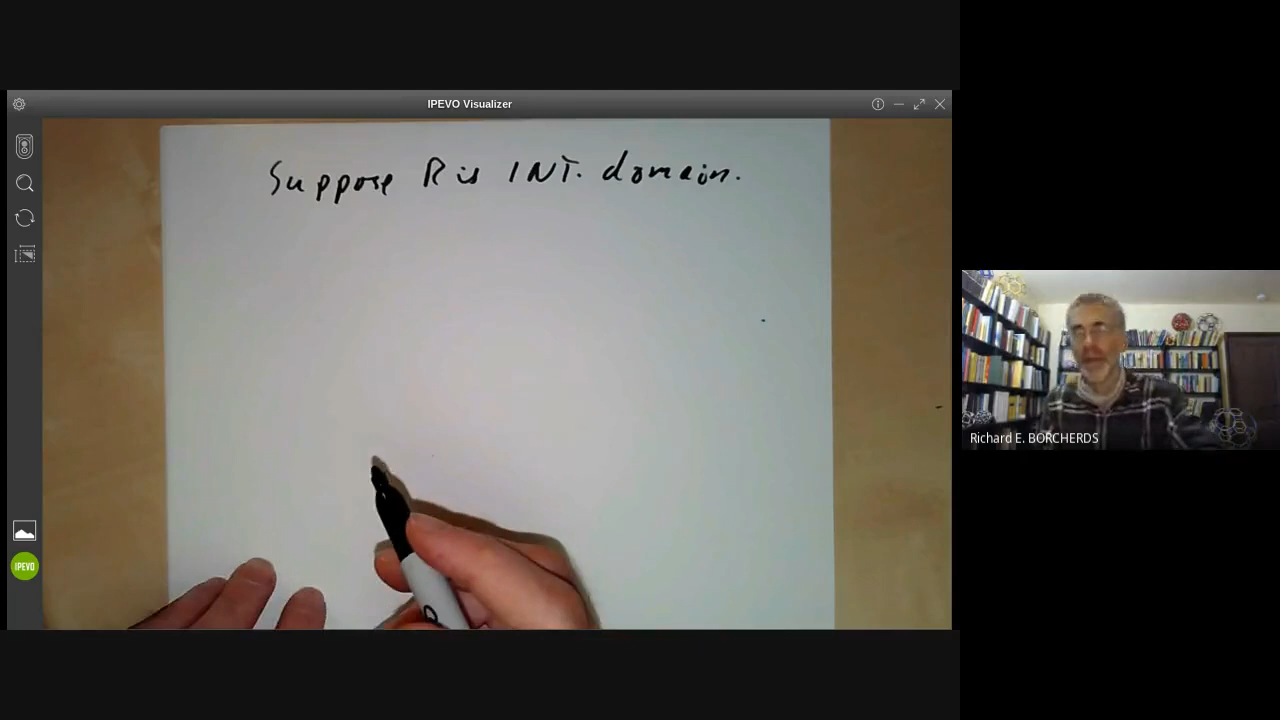 IPEVO Visualizer
Suppose R is INT. domain.
IPEVO
Richard E. BORCHERDS